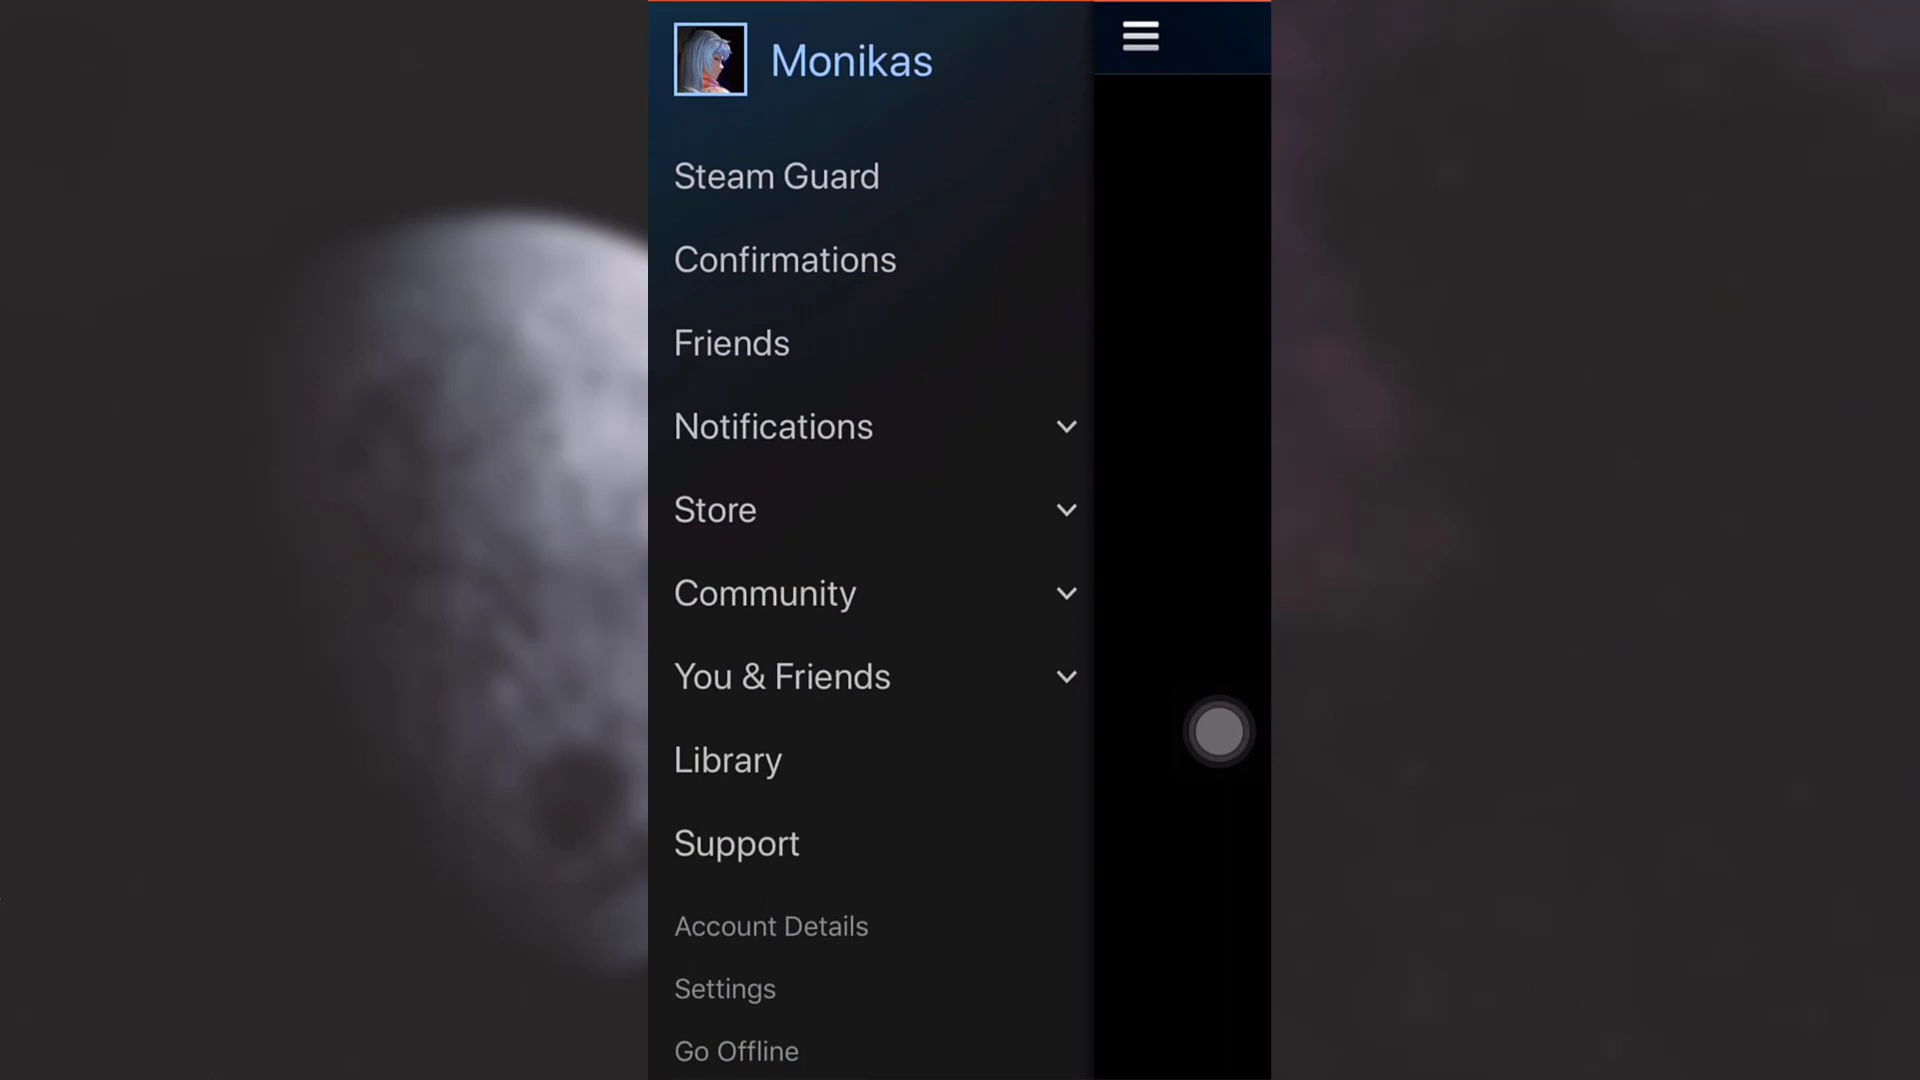 Monikas
Steam Guard
Confirmations
Friends
Notifications
Store
Community
You & Friends
Library
Support
Account Details
Settings
Go Offline